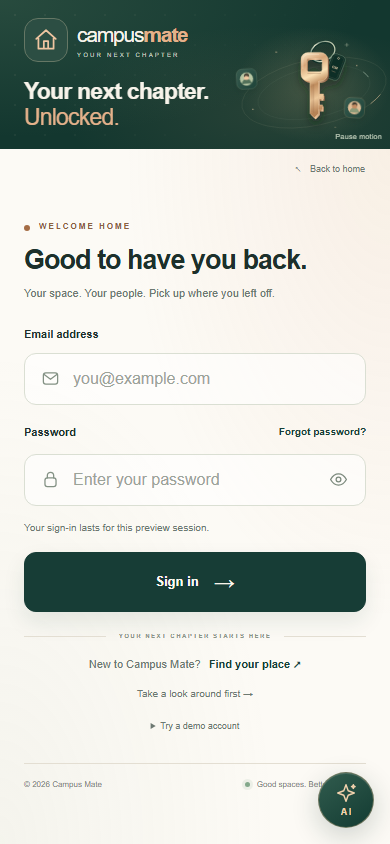 campusmate
YOUR NEXT CHAPTER
Your next chapter.
Unlocked.
Pause motion
↖ Back to home
WELCOME HOME
Good to have you back.
Your space. Your people. Pick up where you left off.
Email address
you@example.com
Password
Forgot password?
Enter your password
Your sign-in lasts for this preview session.
Sign in →
YOUR NEXT CHAPTER STARTS HERE
New to Campus Mate? Find your place ↗
Take a look around first →
▶ Try a demo account
© 2026 Campus Mate
Good spaces.
AI